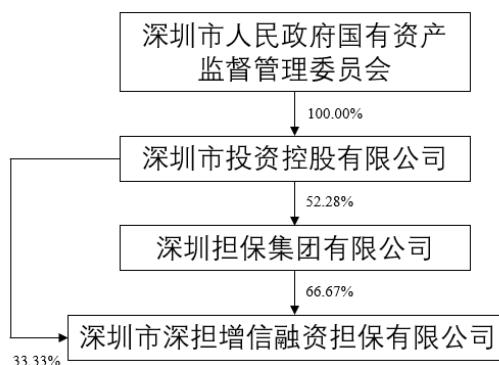 深圳市人民政府国有资产
监督管理委员会
100.00%
深圳市投资控股有限公司
52.28%
深圳担保集团有限公司
66.67%
深圳市深担增信融资担保有限公司
33.33%